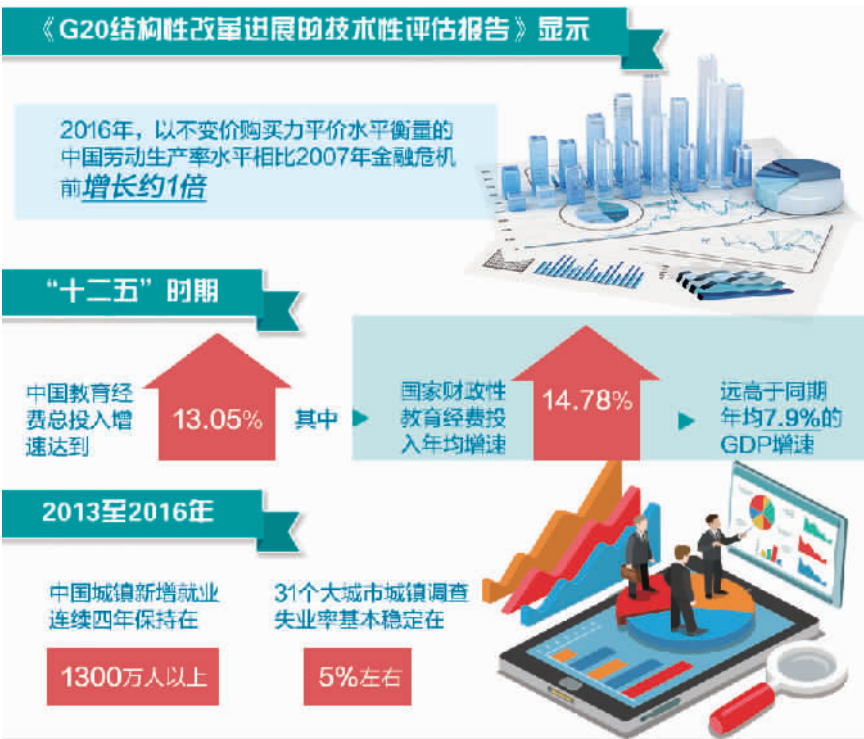 《G20结构性改革进展的技术性评估报告》显示
2016年，以不变价购买力平价水平衡量的
中国劳动生产率水平相比2007年金融危机
前增长约1倍
“十二五”时期
中国教育经
费总投入增
速达到
13.05%
其中
国家财政性
教育经费投
入年均增速
14.78%
远高于同期
年均7.9%的
GDP增速
2013至2016年
中国城镇新增就业
连续四年保持在
1300万人以上
31个大城市城镇调查
失业率基本稳定在
5%左右